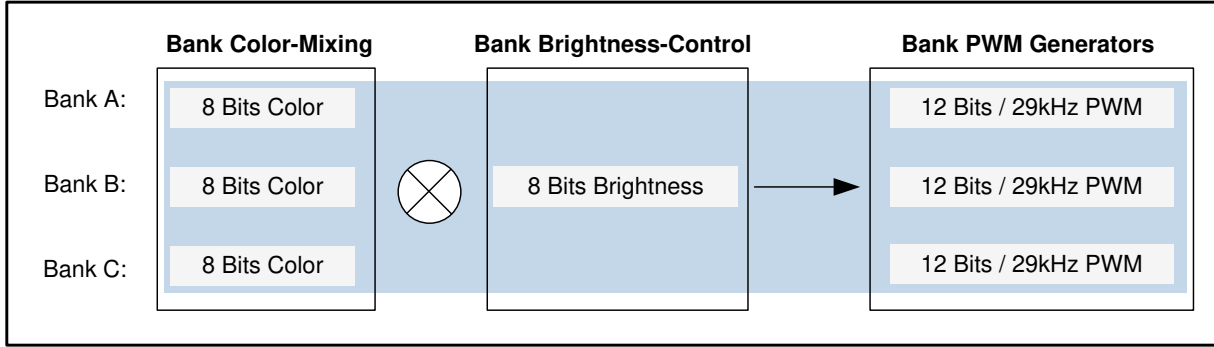 Bank Color-Mixing Bank Brightness-Control Bank PWM Generators
Bank A: 8 Bits Color 12 Bits / 29kHz PWM
Bank B: 8 Bits Color 8 Bits Brightness 12 Bits / 29kHz PWM
Bank C: 8 Bits Color 12 Bits / 29kHz PWM